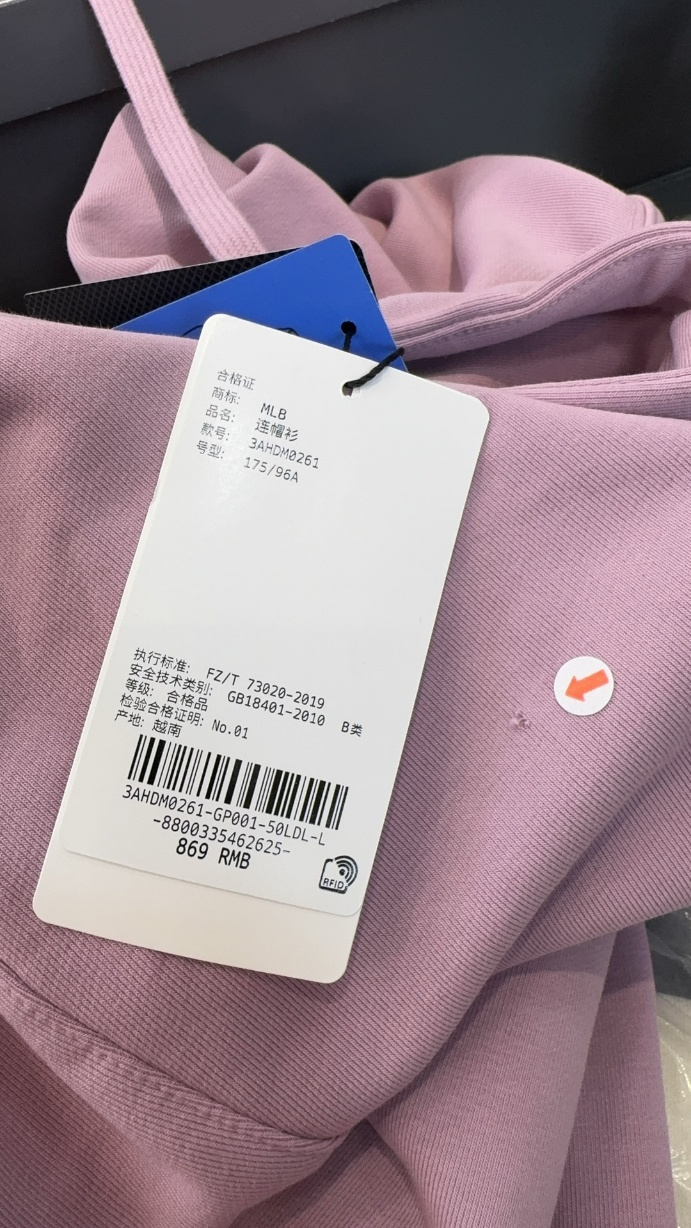 合格证
商标: MLB
品名: 连帽衫
款号: 3AHDM0261
号型: 175/96A
执行标准: FZ/T 73020-2019
安全技术类别: GB18401-2010 B类
等级: 合格品
检验合格证明: No.01
产地: 越南
3AHDM0261-GP001-50LDL-L
-8800335462625-
869 RMB
RFID